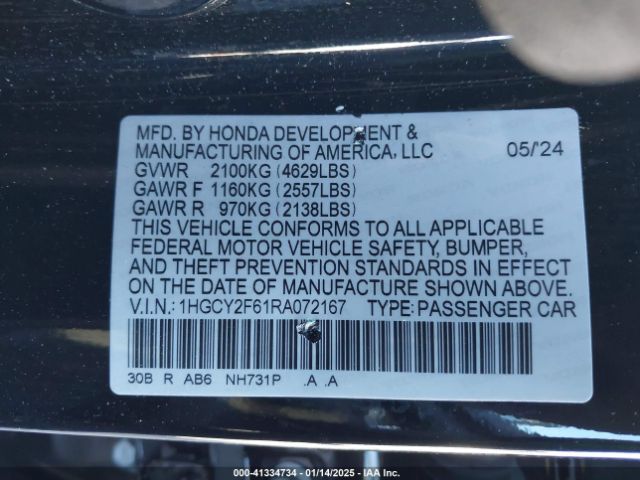 MFD. BY HONDA DEVELOPMENT &
MANUFACTURING OF AMERICA, LLC 05/'24
GVWR 2100KG (4629LBS)
GAWR F 1160KG (2557LBS)
GAWR R 970KG (2138LBS)
THIS VEHICLE CONFORMS TO ALL APPLICABLE
FEDERAL MOTOR VEHICLE SAFETY, BUMPER,
AND THEFT PREVENTION STANDARDS IN EFFECT
ON THE DATE OF MANUFACTURE SHOWN ABOVE.
V.I.N.: 1HGCY2F61RA072167 TYPE: PASSENGER CAR
30B R AB6 NH731P .A .A
000-41334734 — 01/14/2025 — IAA Inc.